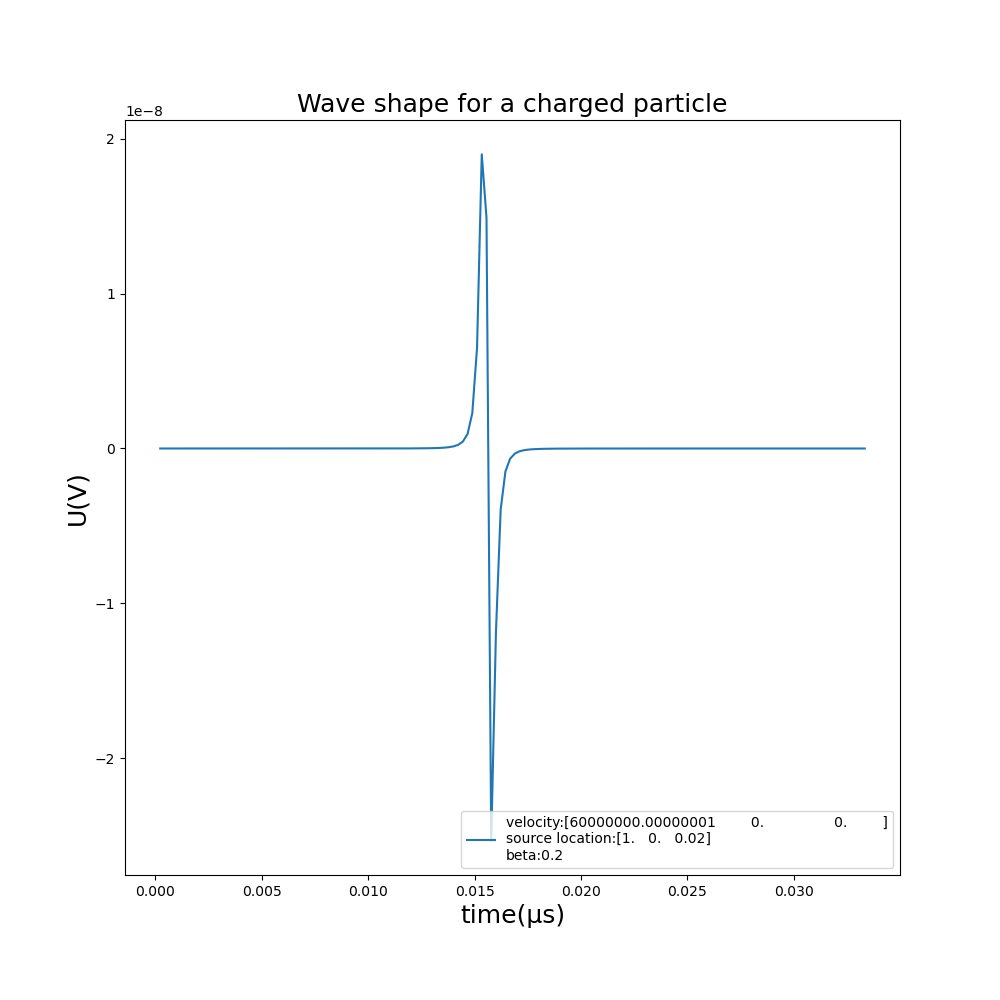 Wave shape for a charged particle
1e−8
2
1
0
−1
−2
U(V)
velocity:[60000000.00000001 0. 0. ]
source location:[1. 0. 0.02]
beta:0.2
0.000 0.005 0.010 0.015 0.020 0.025 0.030
time(μs)